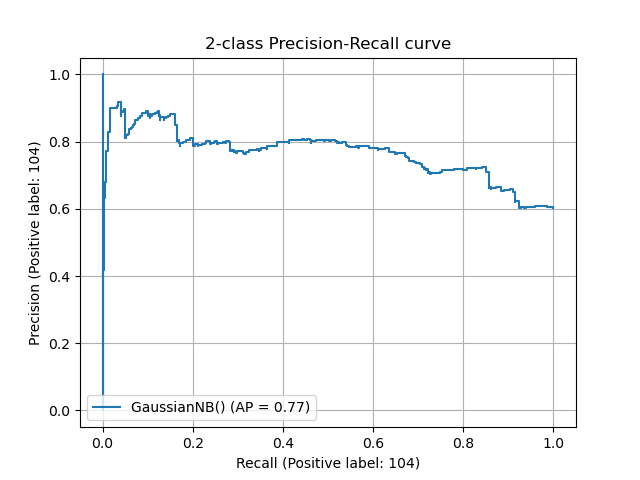 2-class Precision-Recall curve
Precision (Positive label: 104)
1.0
0.8
0.6
0.4
0.2
0.0
GaussianNB() (AP = 0.77)
0.0 0.2 0.4 0.6 0.8 1.0
Recall (Positive label: 104)